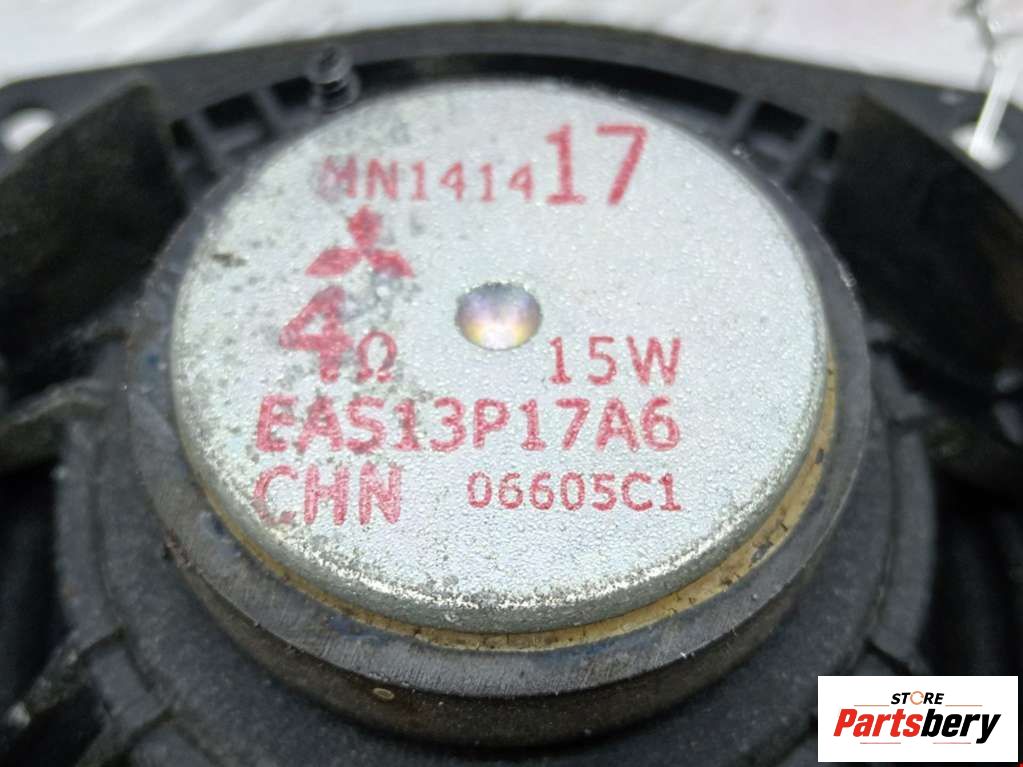 MN141417
4Ω 15W
EAS13P17A6
CHN 06605C1
STORE
Partsbery